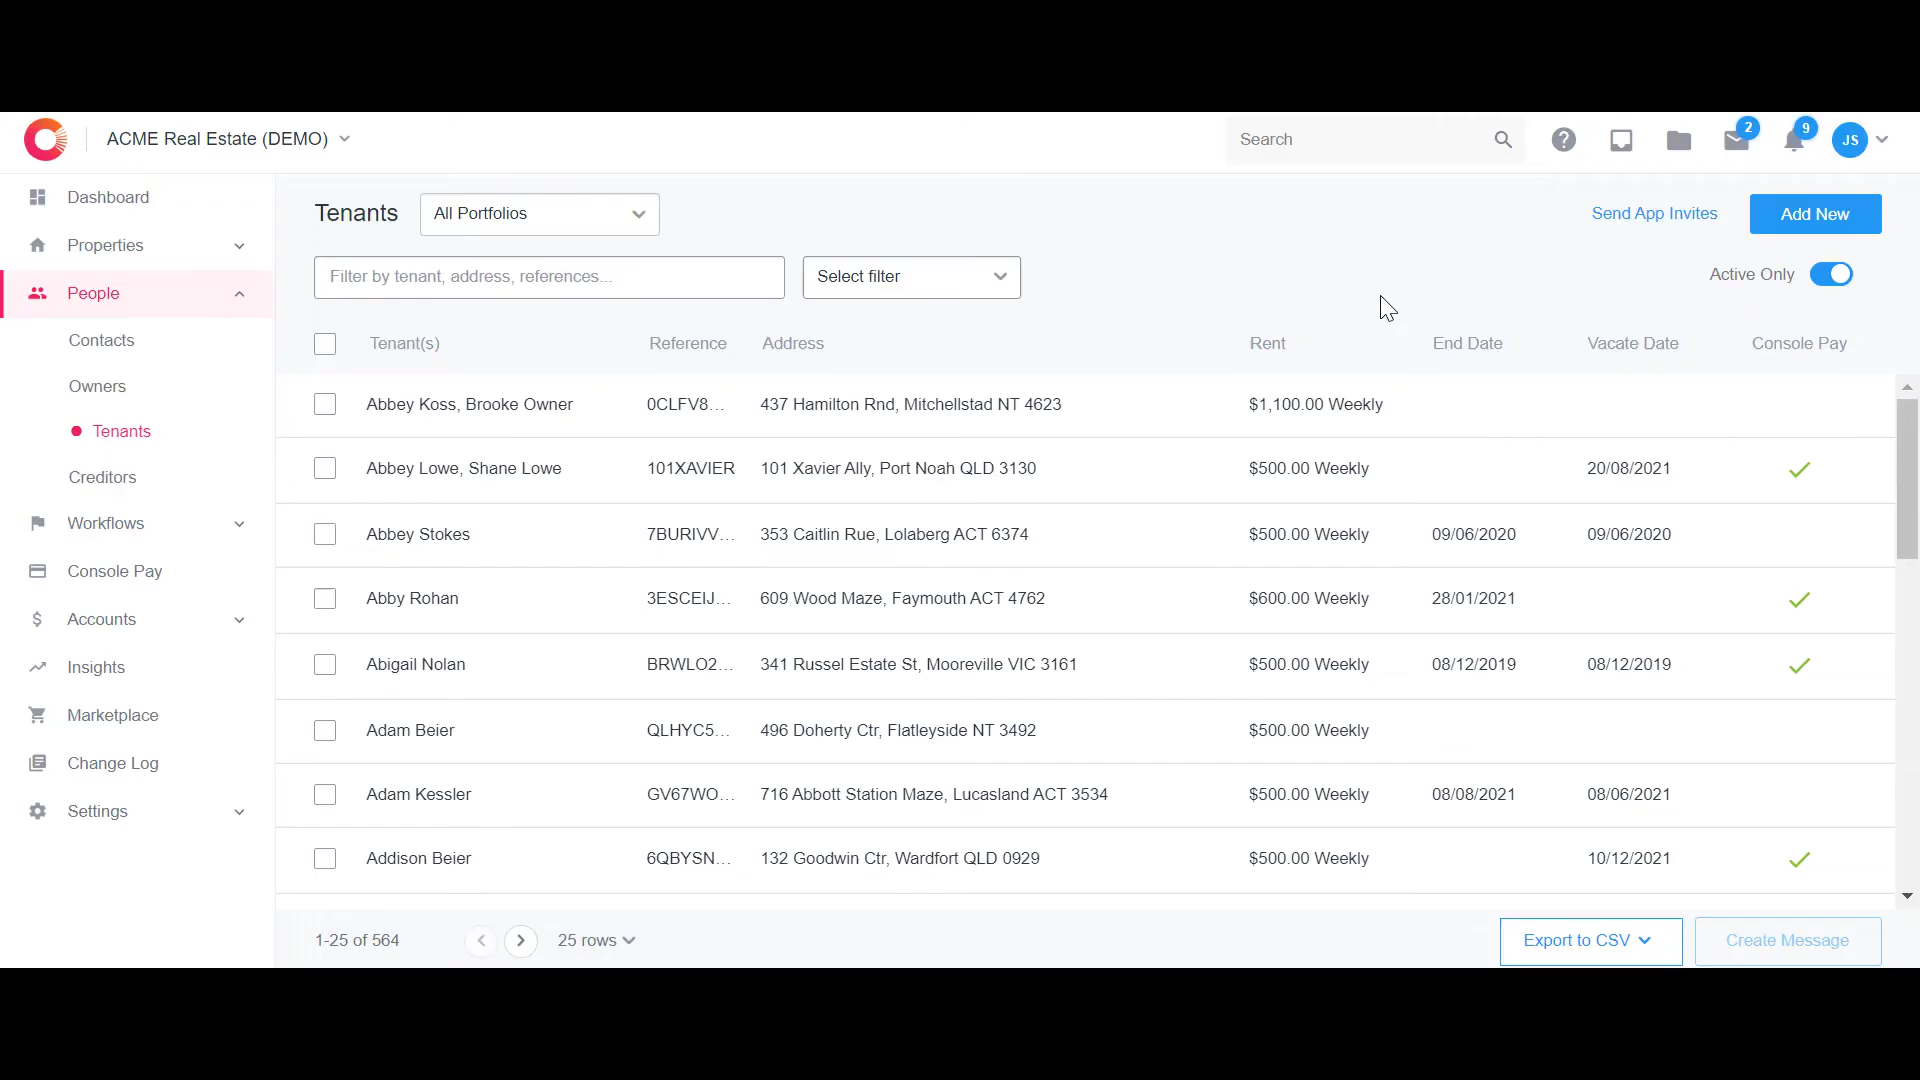 ACME Real Estate (DEMO)
Search
2
9
JS
Dashboard
Properties
People
Contacts
Owners
Tenants
Creditors
Workflows
Console Pay
Accounts
Insights
Marketplace
Change Log
Settings
Tenants
All Portfolios
Send App Invites
Add New
Filter by tenant, address, references...
Select filter
Active Only
Tenant(s) Reference Address Rent End Date Vacate Date Console Pay
Abbey Koss, Brooke Owner 0CLFV8... 437 Hamilton Rnd, Mitchellstad NT 4623 $1,100.00 Weekly
Abbey Lowe, Shane Lowe 101XAVIER 101 Xavier Ally, Port Noah QLD 3130 $500.00 Weekly 20/08/2021
Abbey Stokes 7BURIVV... 353 Caitlin Rue, Lolaberg ACT 6374 $500.00 Weekly 09/06/2020 09/06/2020
Abby Rohan 3ESCEIJ... 609 Wood Maze, Faymouth ACT 4762 $600.00 Weekly 28/01/2021
Abigail Nolan BRWLO2... 341 Russel Estate St, Mooreville VIC 3161 $500.00 Weekly 08/12/2019 08/12/2019
Adam Beier QLHYC5... 496 Doherty Ctr, Flatleyside NT 3492 $500.00 Weekly
Adam Kessler GV67WO... 716 Abbott Station Maze, Lucasland ACT 3534 $500.00 Weekly 08/08/2021 08/06/2021
Addison Beier 6QBYSN... 132 Goodwin Ctr, Wardfort QLD 0929 $500.00 Weekly 10/12/2021
1-25 of 564
25 rows
Export to CSV
Create Message